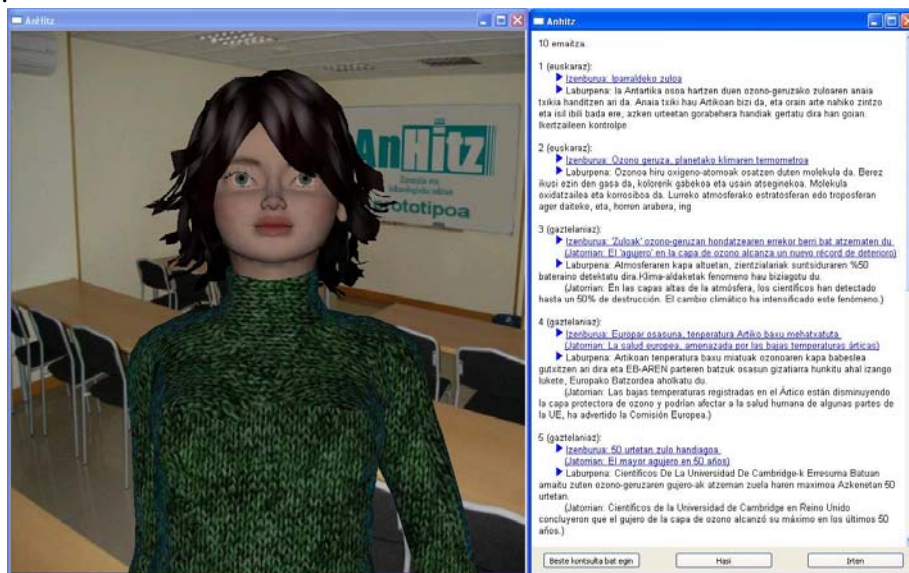 AnHitz
AnHitz
Zientzia eta
teknologiako aditua
prototipoa
Anhitz
10 emaitza
1 (euskaraz):
Izenburua: Iparraldeko zuloa
Laburpena: la Antartika osoa hartzen duen ozono-geruzako zuloaren anaia
txikia handitzen ari da. Anaia txiki hau Artikoan bizi da, eta orain arte nahiko zintzo
eta isil ibili bada ere, azken urteetan gorabehera handiak gertatu dira han goian.
Ikertzaileen kontrolpe
2 (euskaraz):
Izenburua: Ozono geruza, planetako klimaren termometroa
Laburpena: Ozonoa hiru oxigeno-atomoak osatzen duten molekula da. Berez
ikusi ezin den gasa da, kolorerik gabekoa eta usain atseginekoa. Molekula
oxidatzailea eta korrosiboa da. Lurreko atmosferako estratosferan edo troposferan
ager daiteke, eta, horren arabera, ing
3 (gaztelaniaz):
Izenburua: 'Zuloak' ozono-geruzan hondatzearen errekor berri bat atzematen du
(Jatorrian: El 'agujero' en la capa de ozono alcanza un nuevo récord de deterioro)
Laburpena: Atmosferaren kapa altuetan, zientzialariak suntsiduraren %50
bateraino detektatu dira.Klima-aldaketak fenomeno hau biziagotu du.
(Jatorrian: En las capas altas de la atmósfera, los científicos han detectado
hasta un 50% de destrucción. El cambio climático ha intensificado este fenómeno.)
4 (gaztelaniaz):
Izenburua: Europar osasuna, tenperatura Artiko baxu mehatxatuta
(Jatorrian: La salud europea, amenazada por las bajas temperaturas árticas)
Laburpena: Artikoan tenperatura baxu miatuak ozonoaren kapa babeslea
gutxitzen ari dira eta EB-AREN parteren batzuk osasun gizatiarra hunkitu ahal izango
lukete, Europako Batzordea aholkatu du.
(Jatorrian: Las bajas temperaturas registradas en el Ártico están disminuyendo
la capa protectora de ozono y podrían afectar a la salud humana de algunas partes de
la UE, ha advertido la Comisión Europea.)
5 (gaztelaniaz):
Izenburua: 50 urtetan zulo handiagoa
(Jatorrian: El mayor agujero en 50 años)
Laburpena: Científicos De La Universidad De Cambridge-k Erresuma Batuan
amaitu zuten ozono-geruzaren gujero-ak atzeman zuela haren maximoa Azkenetan 50
urtetan.
(Jatorrian: Científicos de la Universidad de Cambridge en Reino Unido
concluyeron que el gujero de la capa de ozono alcanzó su máximo en los últimos 50
años.)
Beste kontsulta bat egin
Hasi
Irten